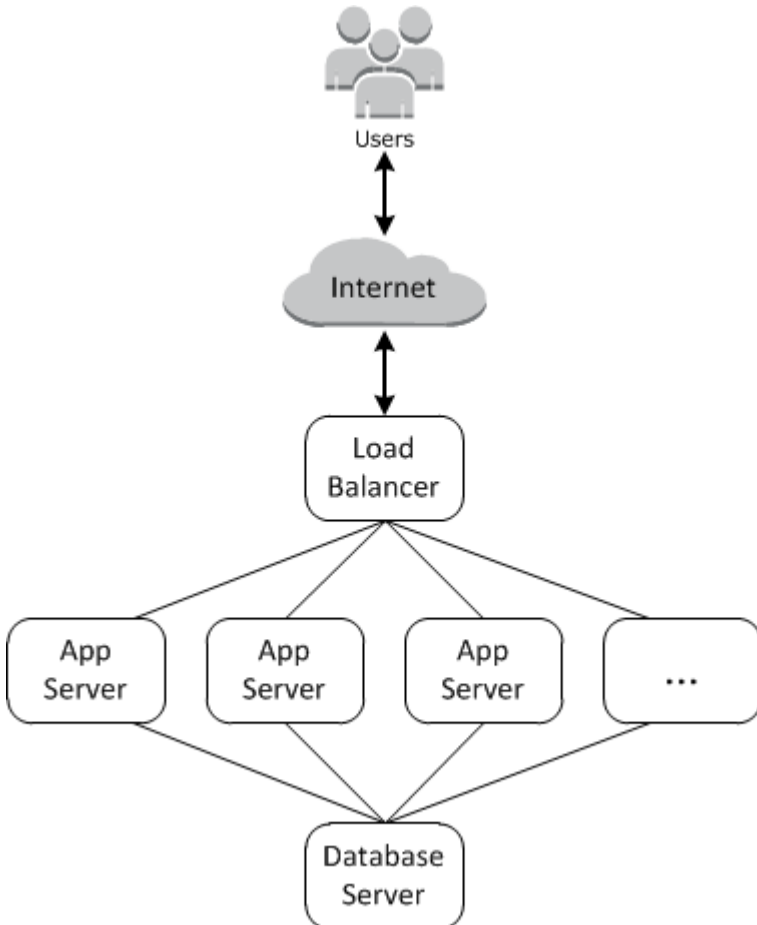 Users
Internet
Load
Balancer
App
Server
App
Server
App
Server
...
Database
Server